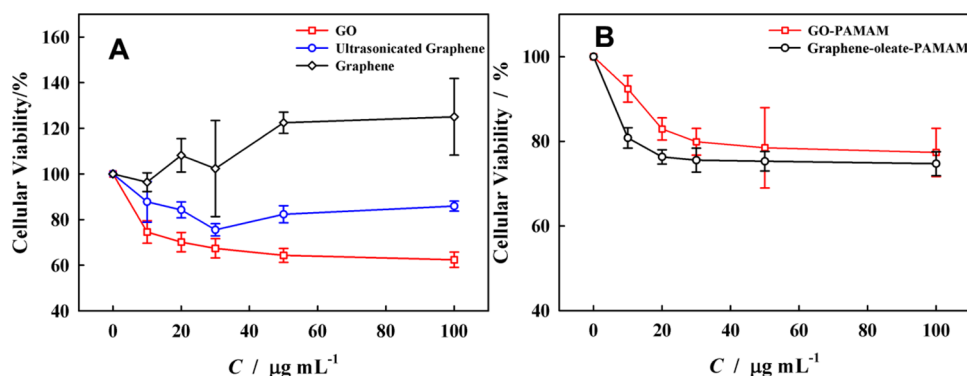 A
GO
Ultrasonicated Graphene
Graphene
Cellular Viability/%
160
140
120
100
80
60
40
0 20 40 60 80 100
C / μg mL-1
B
GO-PAMAM
Graphene-oleate-PAMAM
Cellular Viability / %
100
80
60
40
0 20 40 60 80 100
C / μg mL-1